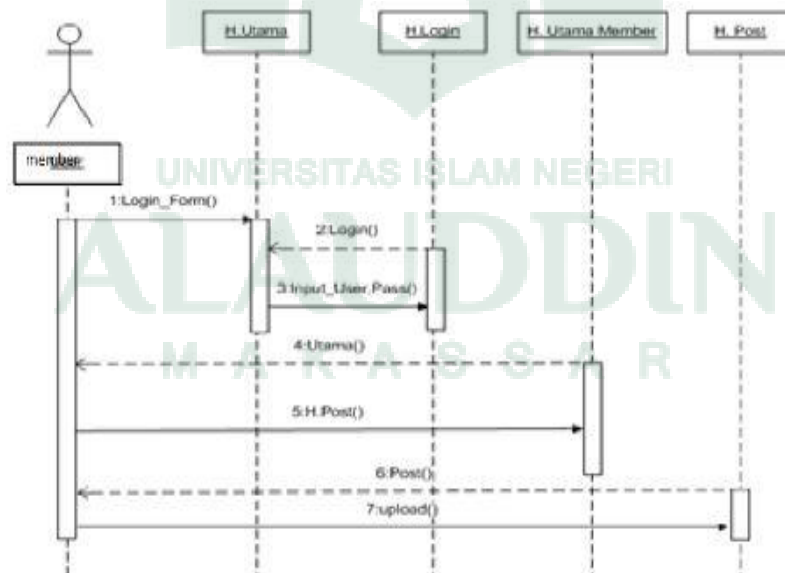 H.Utama
H.Login
H. Utama Member
H. Post
member
UNIVERSITAS ISLAM NEGERI
1:Login_Form()
2:Login()
ALAUDDIN
3:Input_User,Pass()
4:Utama()
MAKASSAR
5:H.Post()
6:Post()
7:upload()